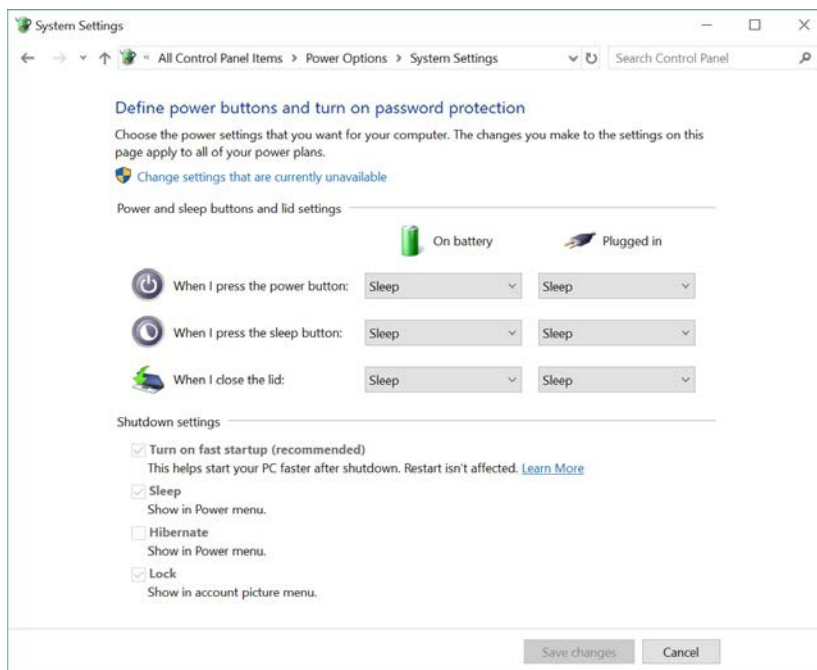 System Settings
« All Control Panel Items > Power Options > System Settings
Search Control Panel
Define power buttons and turn on password protection
Choose the power settings that you want for your computer. The changes you make to the settings on this
page apply to all of your power plans.
Change settings that are currently unavailable
Power and sleep buttons and lid settings
On battery Plugged in
When I press the power button: Sleep Sleep
When I press the sleep button: Sleep Sleep
When I close the lid: Sleep Sleep
Shutdown settings
Turn on fast startup (recommended)
This helps start your PC faster after shutdown. Restart isn't affected. Learn More
Sleep
Show in Power menu.
Hibernate
Show in Power menu.
Lock
Show in account picture menu.
Save changes Cancel